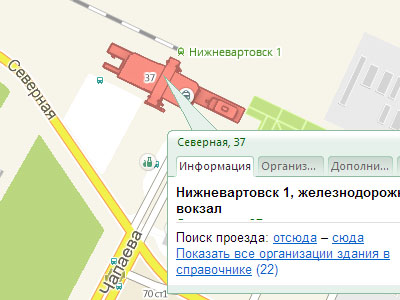 Нижневартовск 1
37
Северная
Северная, 37
Информация
Организ...
Дополни...
Нижневартовск 1, железнодорожн
вокзал
Поиск проезда: отсюда – сюда
Показать все организации здания в
справочнике (22)
Чапаева
70 ст1